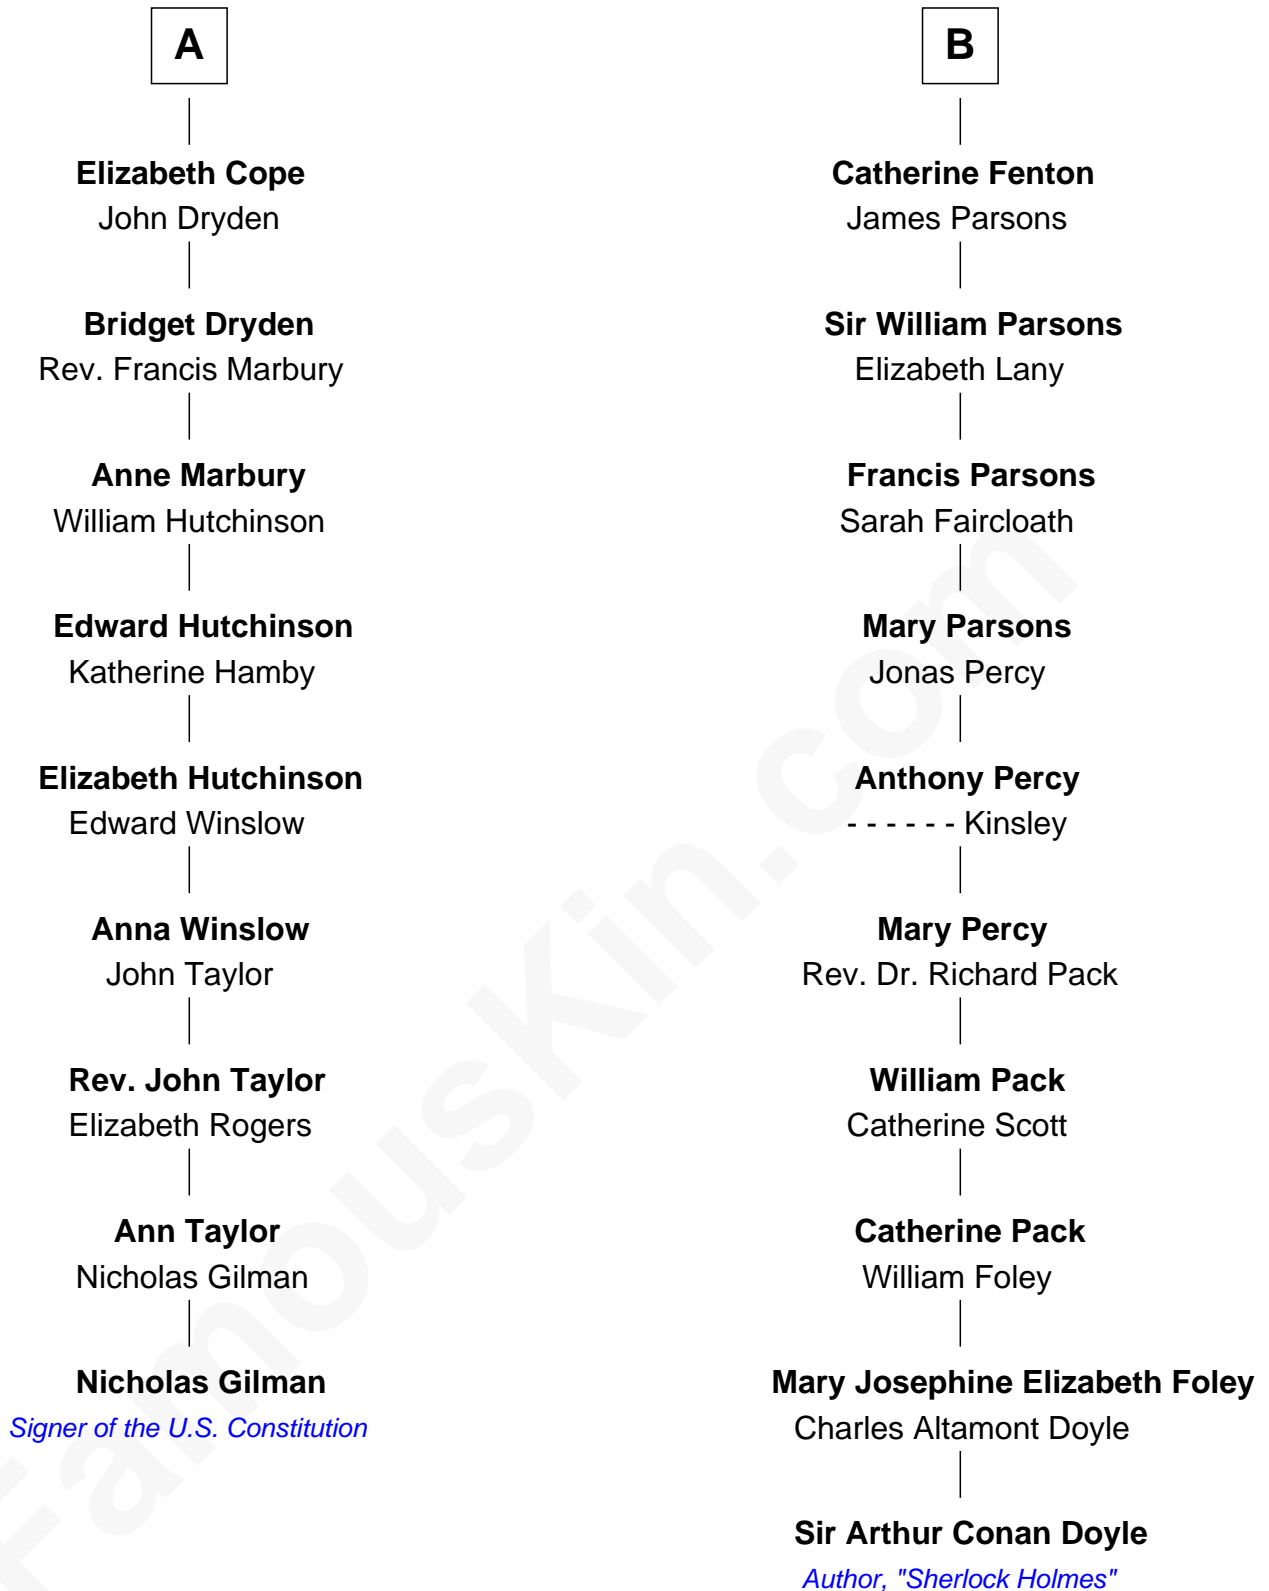 A
Elizabeth Cope
John Dryden
Bridget Dryden
Rev. Francis Marbury
Anne Marbury
William Hutchinson
Edward Hutchinson
Katherine Hamby
Elizabeth Hutchinson
Edward Winslow
Anna Winslow
John Taylor
Rev. John Taylor
Elizabeth Rogers
Ann Taylor
Nicholas Gilman
Nicholas Gilman
Signer of the U.S. Constitution
B
Catherine Fenton
James Parsons
Sir William Parsons
Elizabeth Lany
Francis Parsons
Sarah Faircloath
Mary Parsons
Jonas Percy
Anthony Percy
- - - - - - Kinsley
Mary Percy
Rev. Dr. Richard Pack
William Pack
Catherine Scott
Catherine Pack
William Foley
Mary Josephine Elizabeth Foley
Charles Altamont Doyle
Sir Arthur Conan Doyle
Author, "Sherlock Holmes"
FamousKin.com